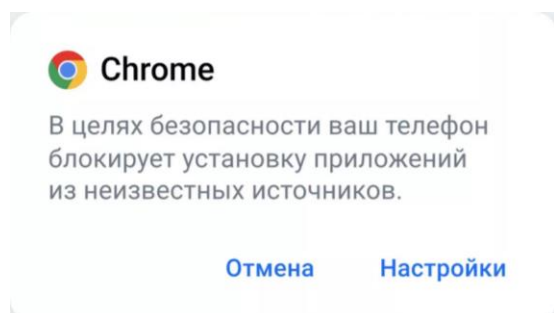 Chrome
В целях безопасности ваш телефон
блокирует установку приложений
из неизвестных источников.
Отмена Настройки